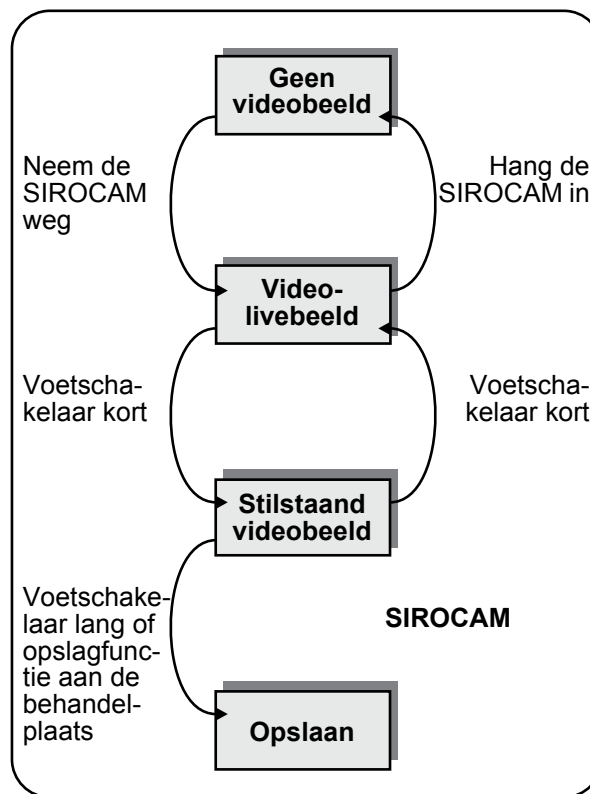 Geen
videobeeld
Neem de
SIROCAM
weg
Hang de
SIROCAM in
Video-
livebeeld
Voetscha-
kelaar kort
Voetscha-
kelaar kort
Stilstaand
videobeeld
Voetschake-
laar lang of
opslagfunc-
tie aan de
behandel-
plaats
SIROCAM
Opslaan